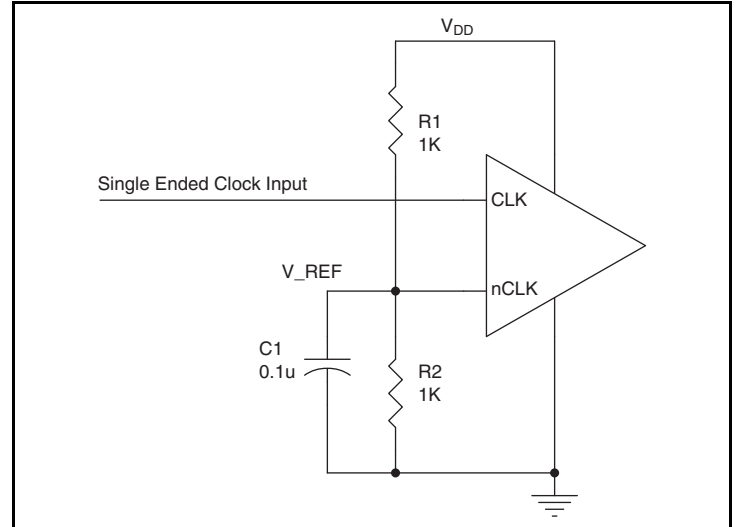 VDD
R1
1K
Single Ended Clock Input
CLK
V_REF
nCLK
C1
0.1u
R2
1K